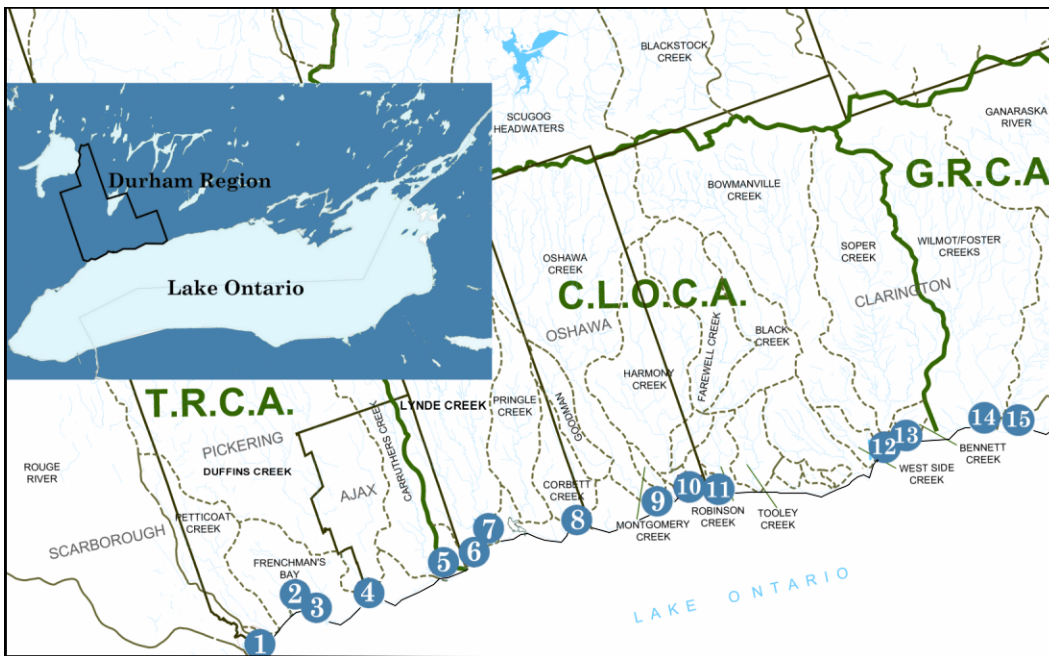 BLACKSTOCK
CREEK
SCUGOG
HEADWATERS
GANARASKA
RIVER
Durham Region
Lake Ontario
G.R.C.A.
BOWMANVILLE
CREEK
SOPER
CREEK
WILMOT/FOSTER
CREEKS
OSHAWA
CREEK
C.L.O.C.A.
CLARINGTON
OSHAWA
BLACK
CREEK
FAREWELL CREEK
HARMONY
CREEK
T.R.C.A.
LYNDE CREEK
PRINGLE
CREEK
GOODMAN
CARRUTHERS CREEK
PICKERING
DUFFINS CREEK
AJAX
ROUGE
RIVER
PETTICOAT
CREEK
SCARBOROUGH
FRENCHMAN'S
BAY
CORBETT
CREEK
MONTGOMERY
CREEK
ROBINSON
CREEK
TOOLEY
CREEK
WEST SIDE
CREEK
BENNETT
CREEK
1
2
3
4
5
6
7
8
9
10
11
12
13
14
15
LAKE ONTARIO